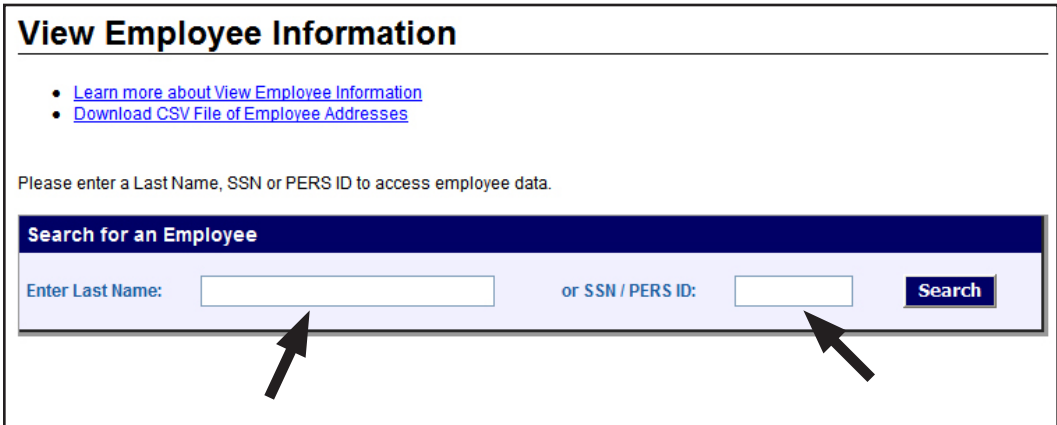 View Employee Information
Learn more about View Employee Information
Download CSV File of Employee Addresses
Please enter a Last Name, SSN or PERS ID to access employee data.
Search for an Employee
Enter Last Name: or SSN / PERS ID: Search